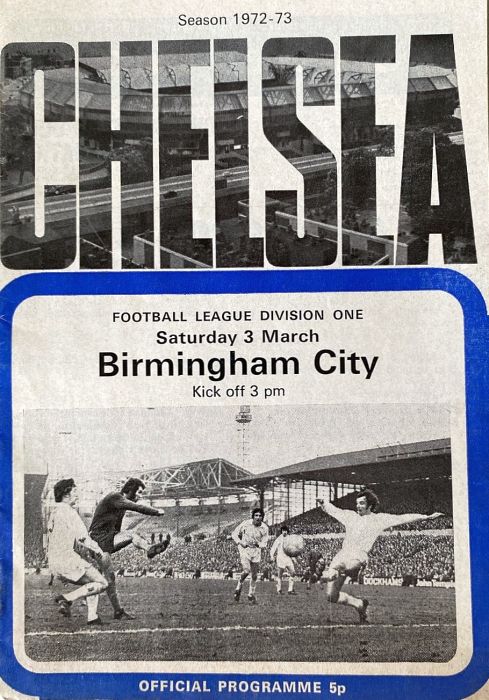 Season 1972-73
CHELSEA
FOOTBALL LEAGUE DIVISION ONE
Saturday 3 March
Birmingham City
Kick off 3 pm
DOCKHAMS
OFFICIAL PROGRAMME 5p